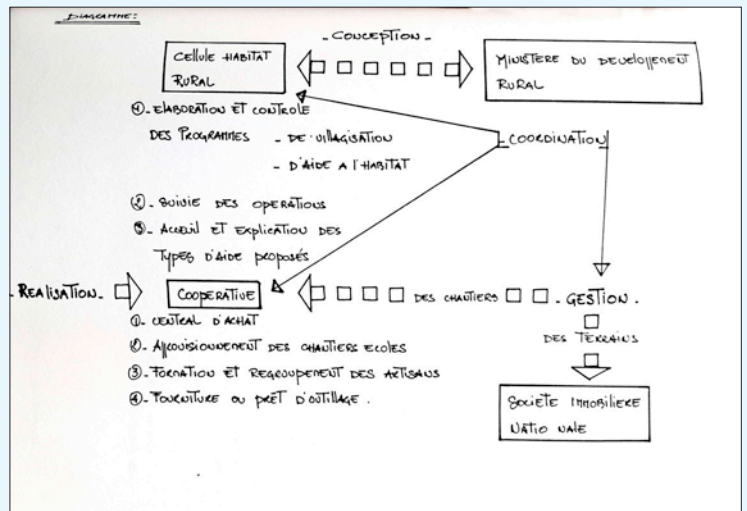 DIAGRAMME:
- CONCEPTION -
CELLULE HABITAT
RURAL
MINISTERE DU DEVELOPPEMENT
RURAL
①- ELABORATION ET CONTROLE
DES PROGRAMMES - DE VILLAGISATION
- D'AIDE A l'HABITAT
- COORDINATION
②- SUIVIE DES OPERATIONS
③- ACCEUIL ET EXPLICATION DES
TYPES D'AIDE PROPOSÉS
- REALISATION -
COOPERATIVE
DES CHANTIERS
- GESTION -
①- CENTRAL D'ACHAT
②- APPROVISIONNEMENT DES CHANTIERS ECOLES
③- FORMATION ET REGROUPEMENT DES ARTISANS
④- FOURNITURE OU PRÊT D'OUTILLAGE.
DES TERRAINS
SOCIETE IMMOBILIERE
NATIONALE